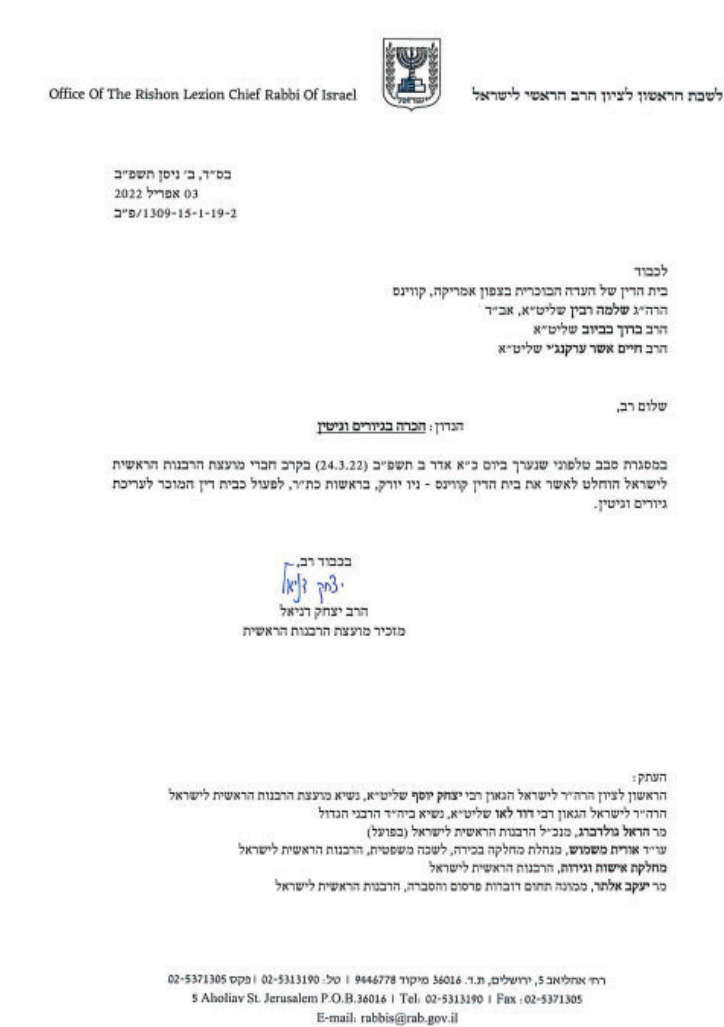 Office Of The Rishon Lezion Chief Rabbi Of Israel
לשכת הראשון לציון הרב הראשי לישראל
בס״ד, ב׳ ניסן תשפ״ב
03 אפריל 2022
1309-15-1-19-2/פ״ב
לכבוד
בית הדין של העדה הבוכרית בצפון אמריקה, קווינס
הרה״ג שלמה רבין שליט״א, אב״ד
הרב ברוך בביוב שליט״א
הרב חיים אשר ערקנג׳י שליט״א
שלום רב,
הנדון: הכרה בגיורים וגיטין
במסגרת סבב טלפוני שנערך ביום כ״א אדר ב תשפ״ב (24.3.22) בקרב חברי מועצת הרבנות הראשית
לישראל הוחלט לאשר את בית הדין קווינס - ניו יורק, בראשות כת״ר, לפעול כבית דין המוכר לעריכת
גיורים וגיטין.
בכבוד רב,
יצחק דניאל
הרב יצחק דניאל
מזכיר מועצת הרבנות הראשית
העתק:
הראשון לציון הרה״ר לישראל הגאון רבי יצחק יוסף שליט״א, נשיא מועצת הרבנות הראשית לישראל
הרה״ר לישראל הגאון רבי דוד לאו שליט״א, נשיא ביה״ד הרבני הגדול
מר הראל גולדברג, מנכ״ל הרבנות הראשית לישראל (בפועל)
עו״ד אורית משמוש, מנהלת מחלקה בכירה, לשכה משפטית, הרבנות הראשית לישראל
מחלקת אישות וגירות, הרבנות הראשית לישראל
מר יעקב אלתר, ממונה תחום דוברות פרסום והסברה, הרבנות הראשית לישראל
רח׳ אהליאב 5, ירושלים, ת.ד. 36016 מיקוד 9446778 | טל: 02-5313190 | פקס 02-5371305
5 Aholiav St. Jerusalem P.O.B.36016 | Tel: 02-5313190 | Fax: 02-5371305
E-mail: rabbis@rab.gov.il